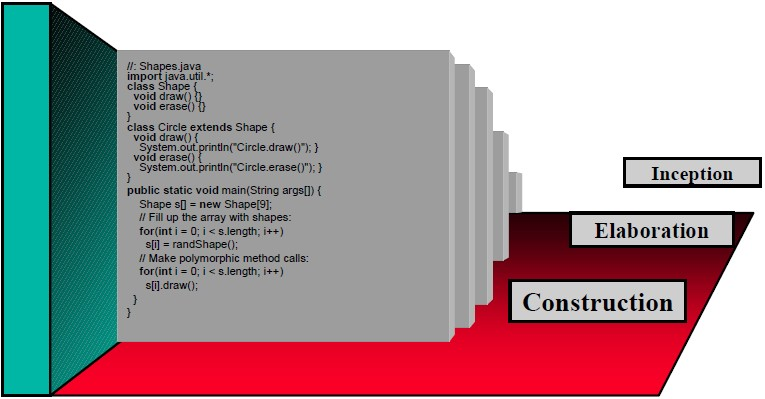 //: Shapes.java
import java.util.*;
class Shape {
void draw() {}
void erase() {}
}
class Circle extends Shape {
void draw() {
System.out.println("Circle.draw()"); }
void erase() {
System.out.println("Circle.erase()"); }
}
public static void main(String args[]) {
Shape s[] = new Shape[9];
// Fill up the array with shapes:
for(int i = 0; i < s.length; i++)
s[i] = randShape();
// Make polymorphic method calls:
for(int i = 0; i < s.length; i++)
s[i].draw();
}
}
Inception
Elaboration
Construction